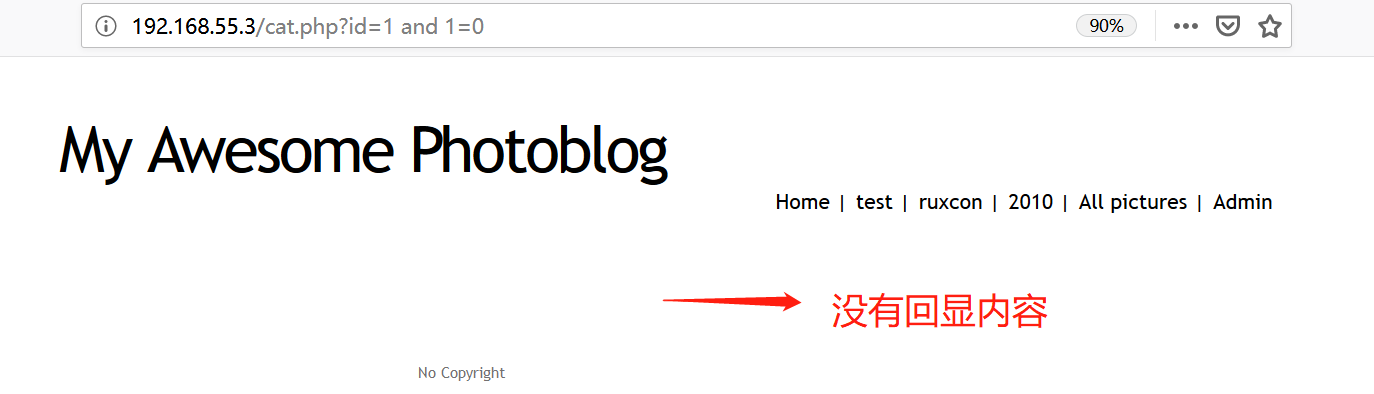 192.168.55.3/cat.php?id=1 and 1=0
90%
My Awesome Photoblog
Home | test | ruxcon | 2010 | All pictures | Admin
没有回显内容
No Copyright